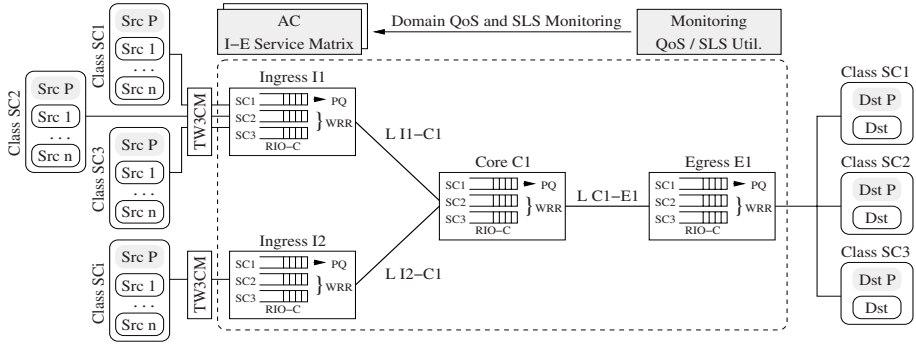 AC
I-E Service Matrix
Domain QoS and SLS Monitoring
Monitoring
QoS / SLS Util.
Class SC1
Src P
Src 1
...
Src n
Class SC2
Src P
Src 1
...
Src n
Class SC3
Src P
Src 1
...
Src n
TW3CM
Ingress I1
SC1
SC2
SC3
PQ
WRR
RIO-C
L I1-C1
Class SCi
Src P
Src 1
...
Src n
TW3CM
Ingress I2
SC1
SC2
SC3
PQ
WRR
RIO-C
L I2-C1
Core C1
SC1
SC2
SC3
PQ
WRR
RIO-C
L C1-E1
Egress E1
SC1
SC2
SC3
PQ
WRR
RIO-C
Class SC1
Dst P
Dst
Class SC2
Dst P
Dst
Class SC3
Dst P
Dst